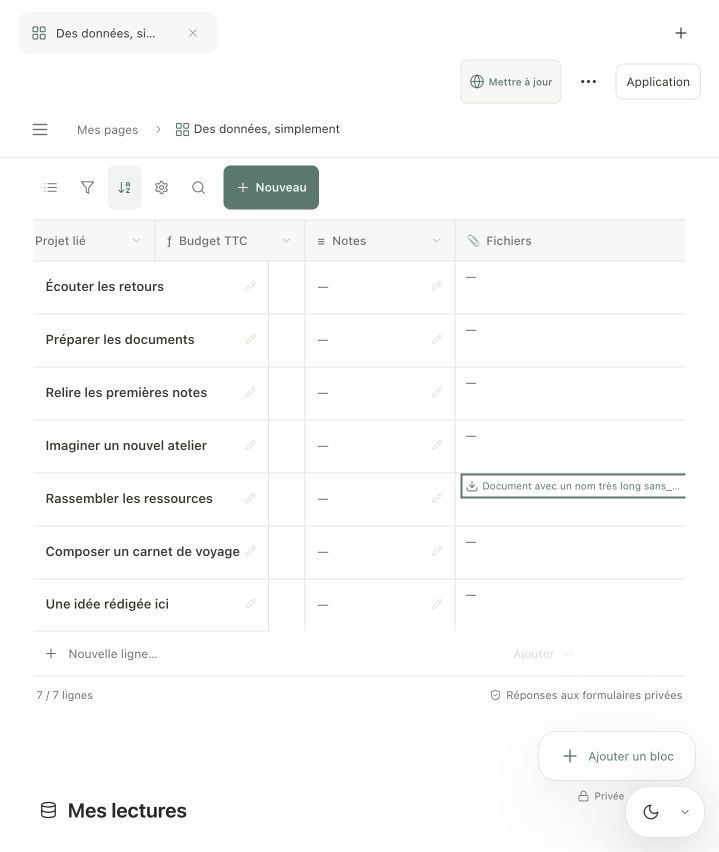 Des données, si...
Mettre à jour
Application
Mes pages
Des données, simplement
Nouveau
Projet lié
ƒ Budget TTC
Notes
Fichiers
Écouter les retours — —
Préparer les documents — —
Relire les premières notes — —
Imaginer un nouvel atelier — —
Rassembler les ressources — Document avec un nom très long sans_...
Composer un carnet de voyage — —
Une idée rédigée ici — —
Nouvelle ligne...
Ajouter ←
7 / 7 lignes
Réponses aux formulaires privées
Ajouter un bloc
Privée
Mes lectures